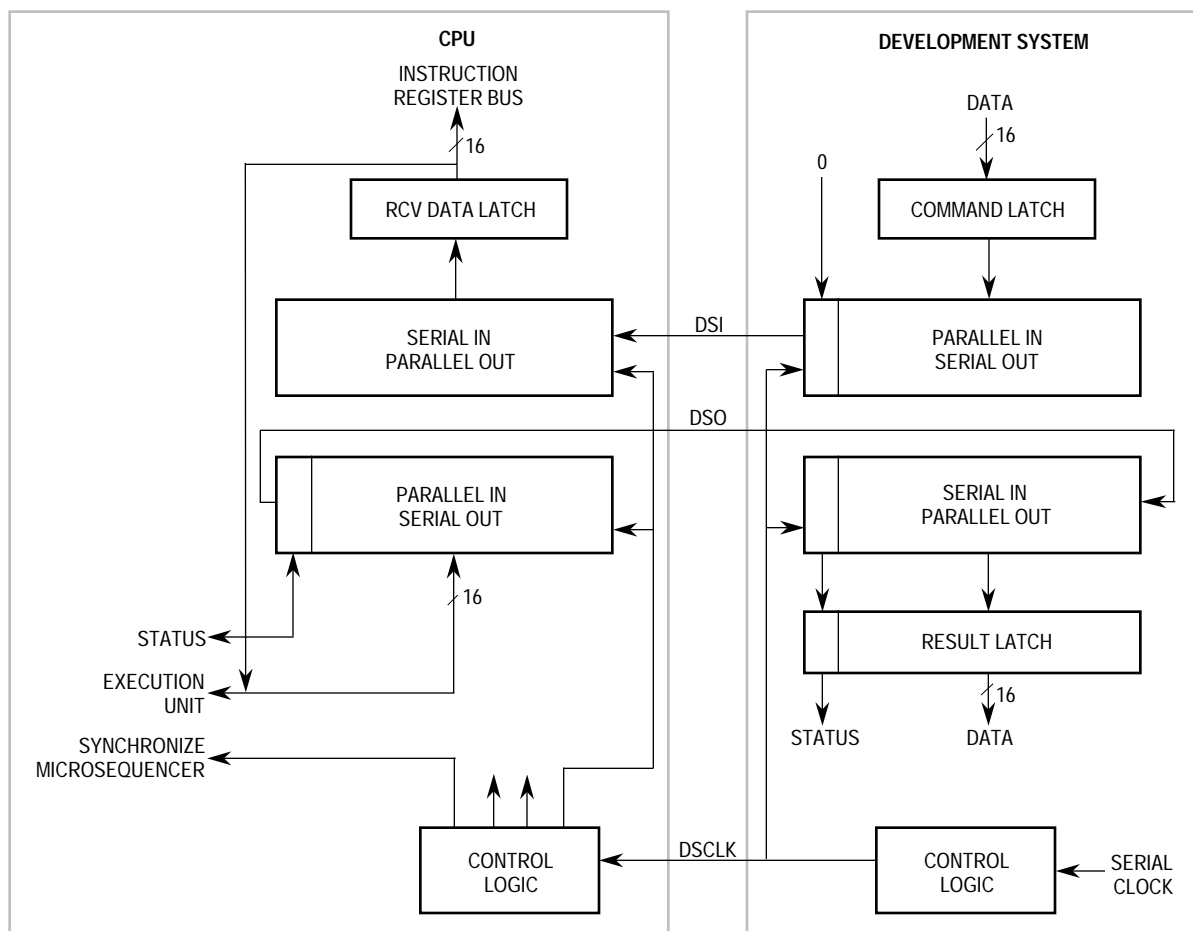 CPU
INSTRUCTION
REGISTER BUS
16
RCV DATA LATCH
SERIAL IN
PARALLEL OUT
PARALLEL IN
SERIAL OUT
16
STATUS
EXECUTION
UNIT
SYNCHRONIZE
MICROSEQUENCER
CONTROL
LOGIC
DSI
DSO
DSCLK
DEVELOPMENT SYSTEM
DATA
16
0
COMMAND LATCH
PARALLEL IN
SERIAL OUT
SERIAL IN
PARALLEL OUT
RESULT LATCH
16
STATUS
DATA
CONTROL
LOGIC
SERIAL
CLOCK